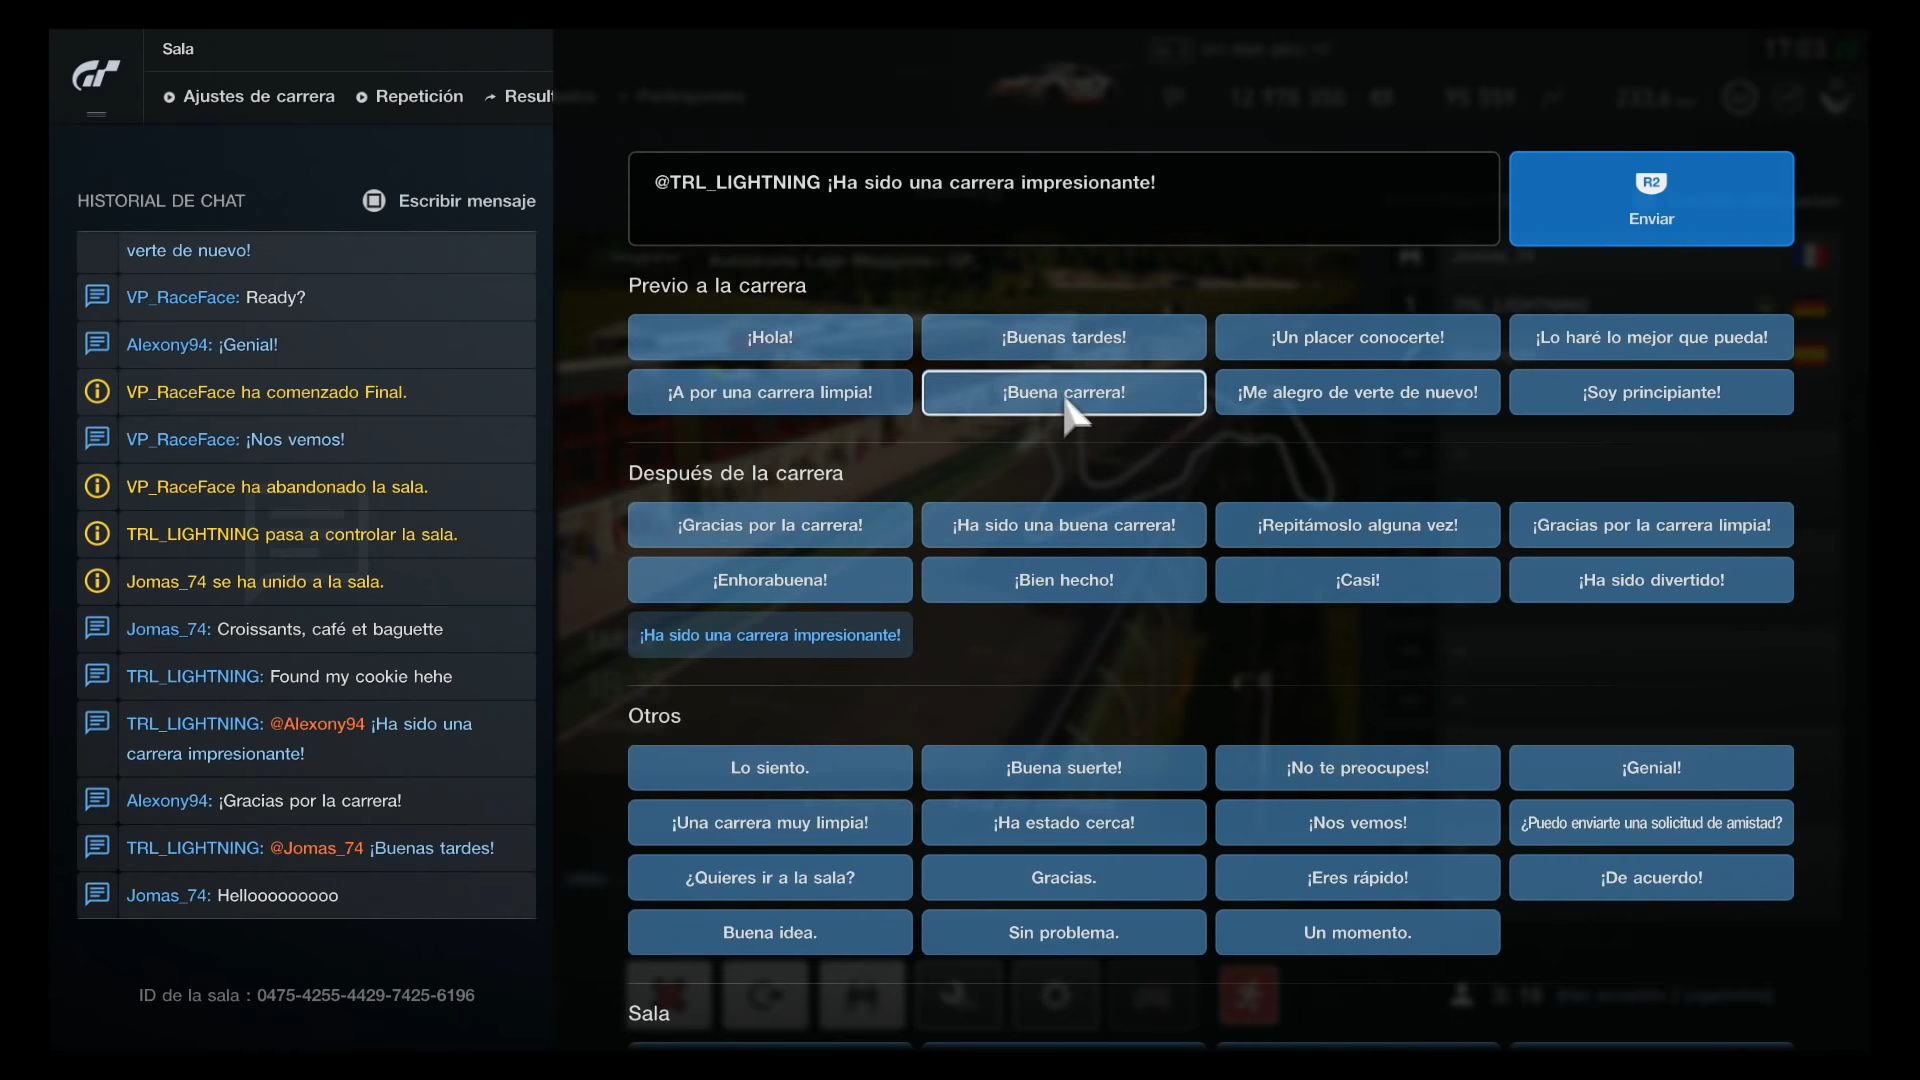 Sala
Ajustes de carrera
Repetición
Result
HISTORIAL DE CHAT
Escribir mensaje
verte de nuevo!
VP_RaceFace: Ready?
Alexony94: ¡Genial!
VP_RaceFace ha comenzado Final.
VP_RaceFace: ¡Nos vemos!
VP_RaceFace ha abandonado la sala.
TRL_LIGHTNING pasa a controlar la sala.
Jomas_74 se ha unido a la sala.
Jomas_74: Croissants, café et baguette
TRL_LIGHTNING: Found my cookie hehe
TRL_LIGHTNING: @Alexony94 ¡Ha sido una
carrera impresionante!
Alexony94: ¡Gracias por la carrera!
TRL_LIGHTNING: @Jomas_74 ¡Buenas tardes!
Jomas_74: Hellooooooooo
ID de la sala : 0475-4255-4429-7425-6196
@TRL_LIGHTNING ¡Ha sido una carrera impresionante!
R2
Enviar
Previo a la carrera
¡Hola!
¡Buenas tardes!
¡Un placer conocerte!
¡Lo haré lo mejor que pueda!
¡A por una carrera limpia!
¡Buena carrera!
¡Me alegro de verte de nuevo!
¡Soy principiante!
Después de la carrera
¡Gracias por la carrera!
¡Ha sido una buena carrera!
¡Repitámoslo alguna vez!
¡Gracias por la carrera limpia!
¡Enhorabuena!
¡Bien hecho!
¡Casi!
¡Ha sido divertido!
¡Ha sido una carrera impresionante!
Otros
Lo siento.
¡Buena suerte!
¡No te preocupes!
¡Genial!
¡Una carrera muy limpia!
¡Ha estado cerca!
¡Nos vemos!
¿Puedo enviarte una solicitud de amistad?
¿Quieres ir a la sala?
Gracias.
¡Eres rápido!
¡De acuerdo!
Buena idea.
Sin problema.
Un momento.
Sala